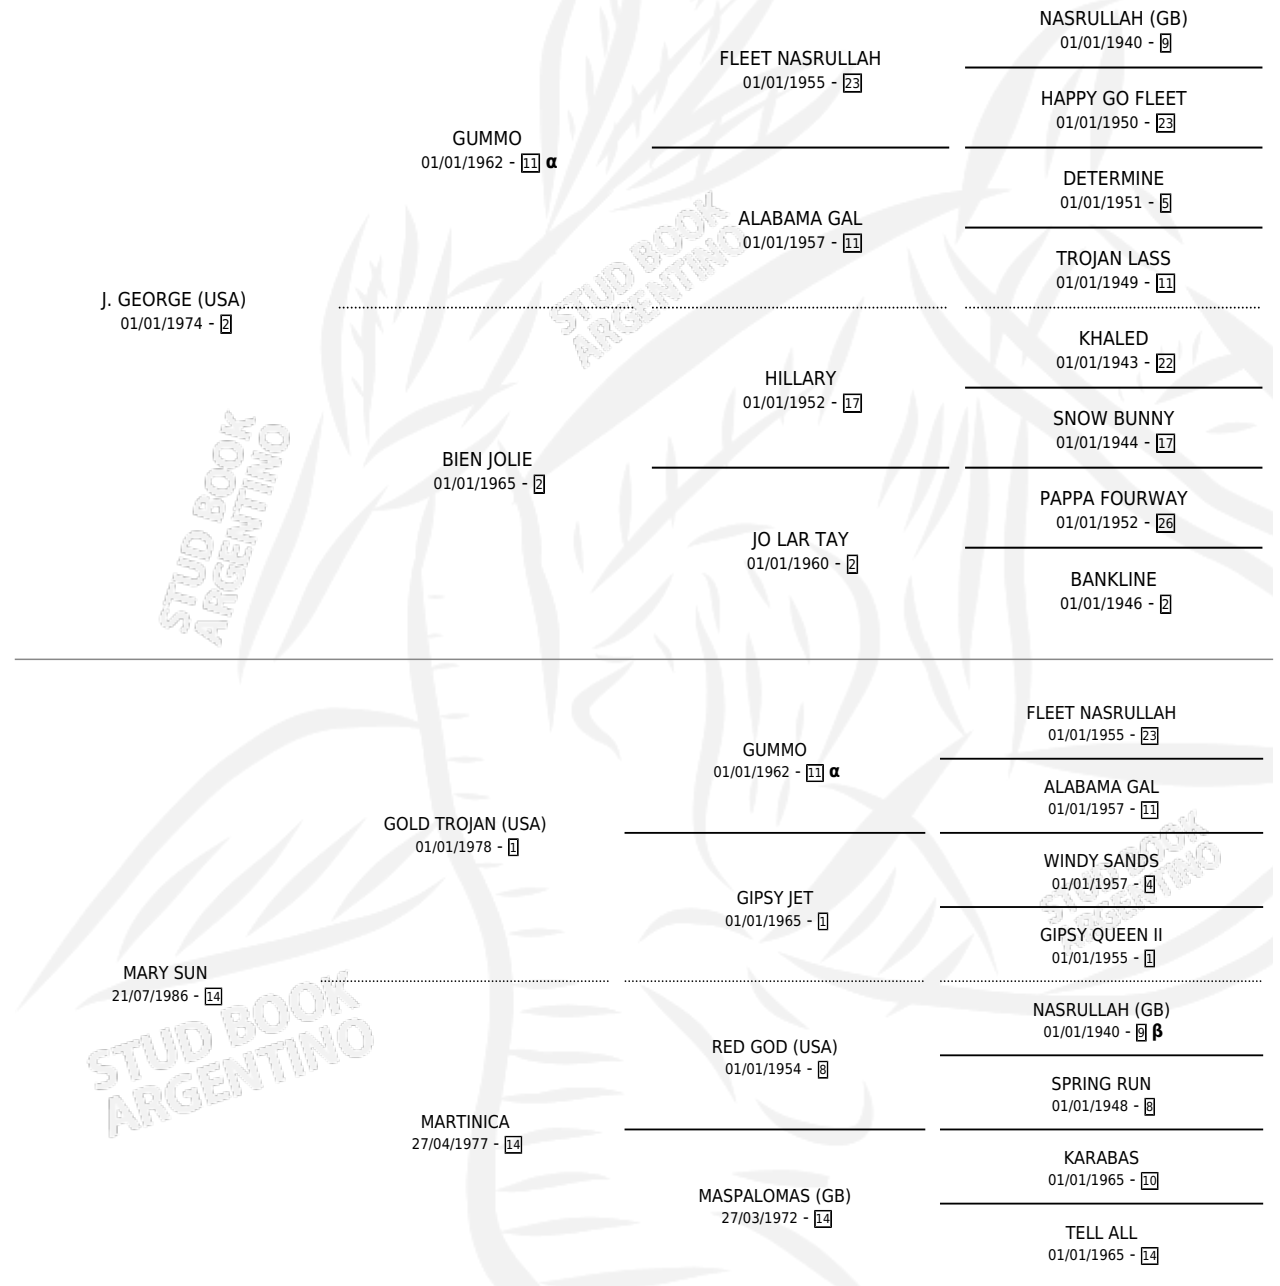 NASRULLAH (GB)
01/01/1940 - 9
FLEET NASRULLAH
01/01/1955 - 23
HAPPY GO FLEET
01/01/1950 - 23
GUMMO
01/01/1962 - 11 α
DETERMINE
01/01/1951 - 5
ALABAMA GAL
01/01/1957 - 11
TROJAN LASS
01/01/1949 - 11
J. GEORGE (USA)
01/01/1974 - 2
KHALED
01/01/1943 - 22
HILLARY
01/01/1952 - 17
SNOW BUNNY
01/01/1944 - 17
BIEN JOLIE
01/01/1965 - 2
PAPPA FOURWAY
01/01/1952 - 26
JO LAR TAY
01/01/1960 - 2
BANKLINE
01/01/1946 - 2
FLEET NASRULLAH
01/01/1955 - 23
GUMMO
01/01/1962 - 11 α
ALABAMA GAL
01/01/1957 - 11
GOLD TROJAN (USA)
01/01/1978 - 1
WINDY SANDS
01/01/1957 - 4
GIPSY JET
01/01/1965 - 1
GIPSY QUEEN II
01/01/1955 - 1
MARY SUN
21/07/1986 - 14
NASRULLAH (GB)
01/01/1940 - 9 β
RED GOD (USA)
01/01/1954 - 8
SPRING RUN
01/01/1948 - 8
MARTINICA
27/04/1977 - 14
KARABAS
01/01/1965 - 10
MASPALOMAS (GB)
27/03/1972 - 14
TELL ALL
01/01/1965 - 14
STUD BOOK
ARGENTINO
STUD BOOK
ARGENTINO
STUD BOOK
ARGENTINO
STUD BOOK
ARGENTINO